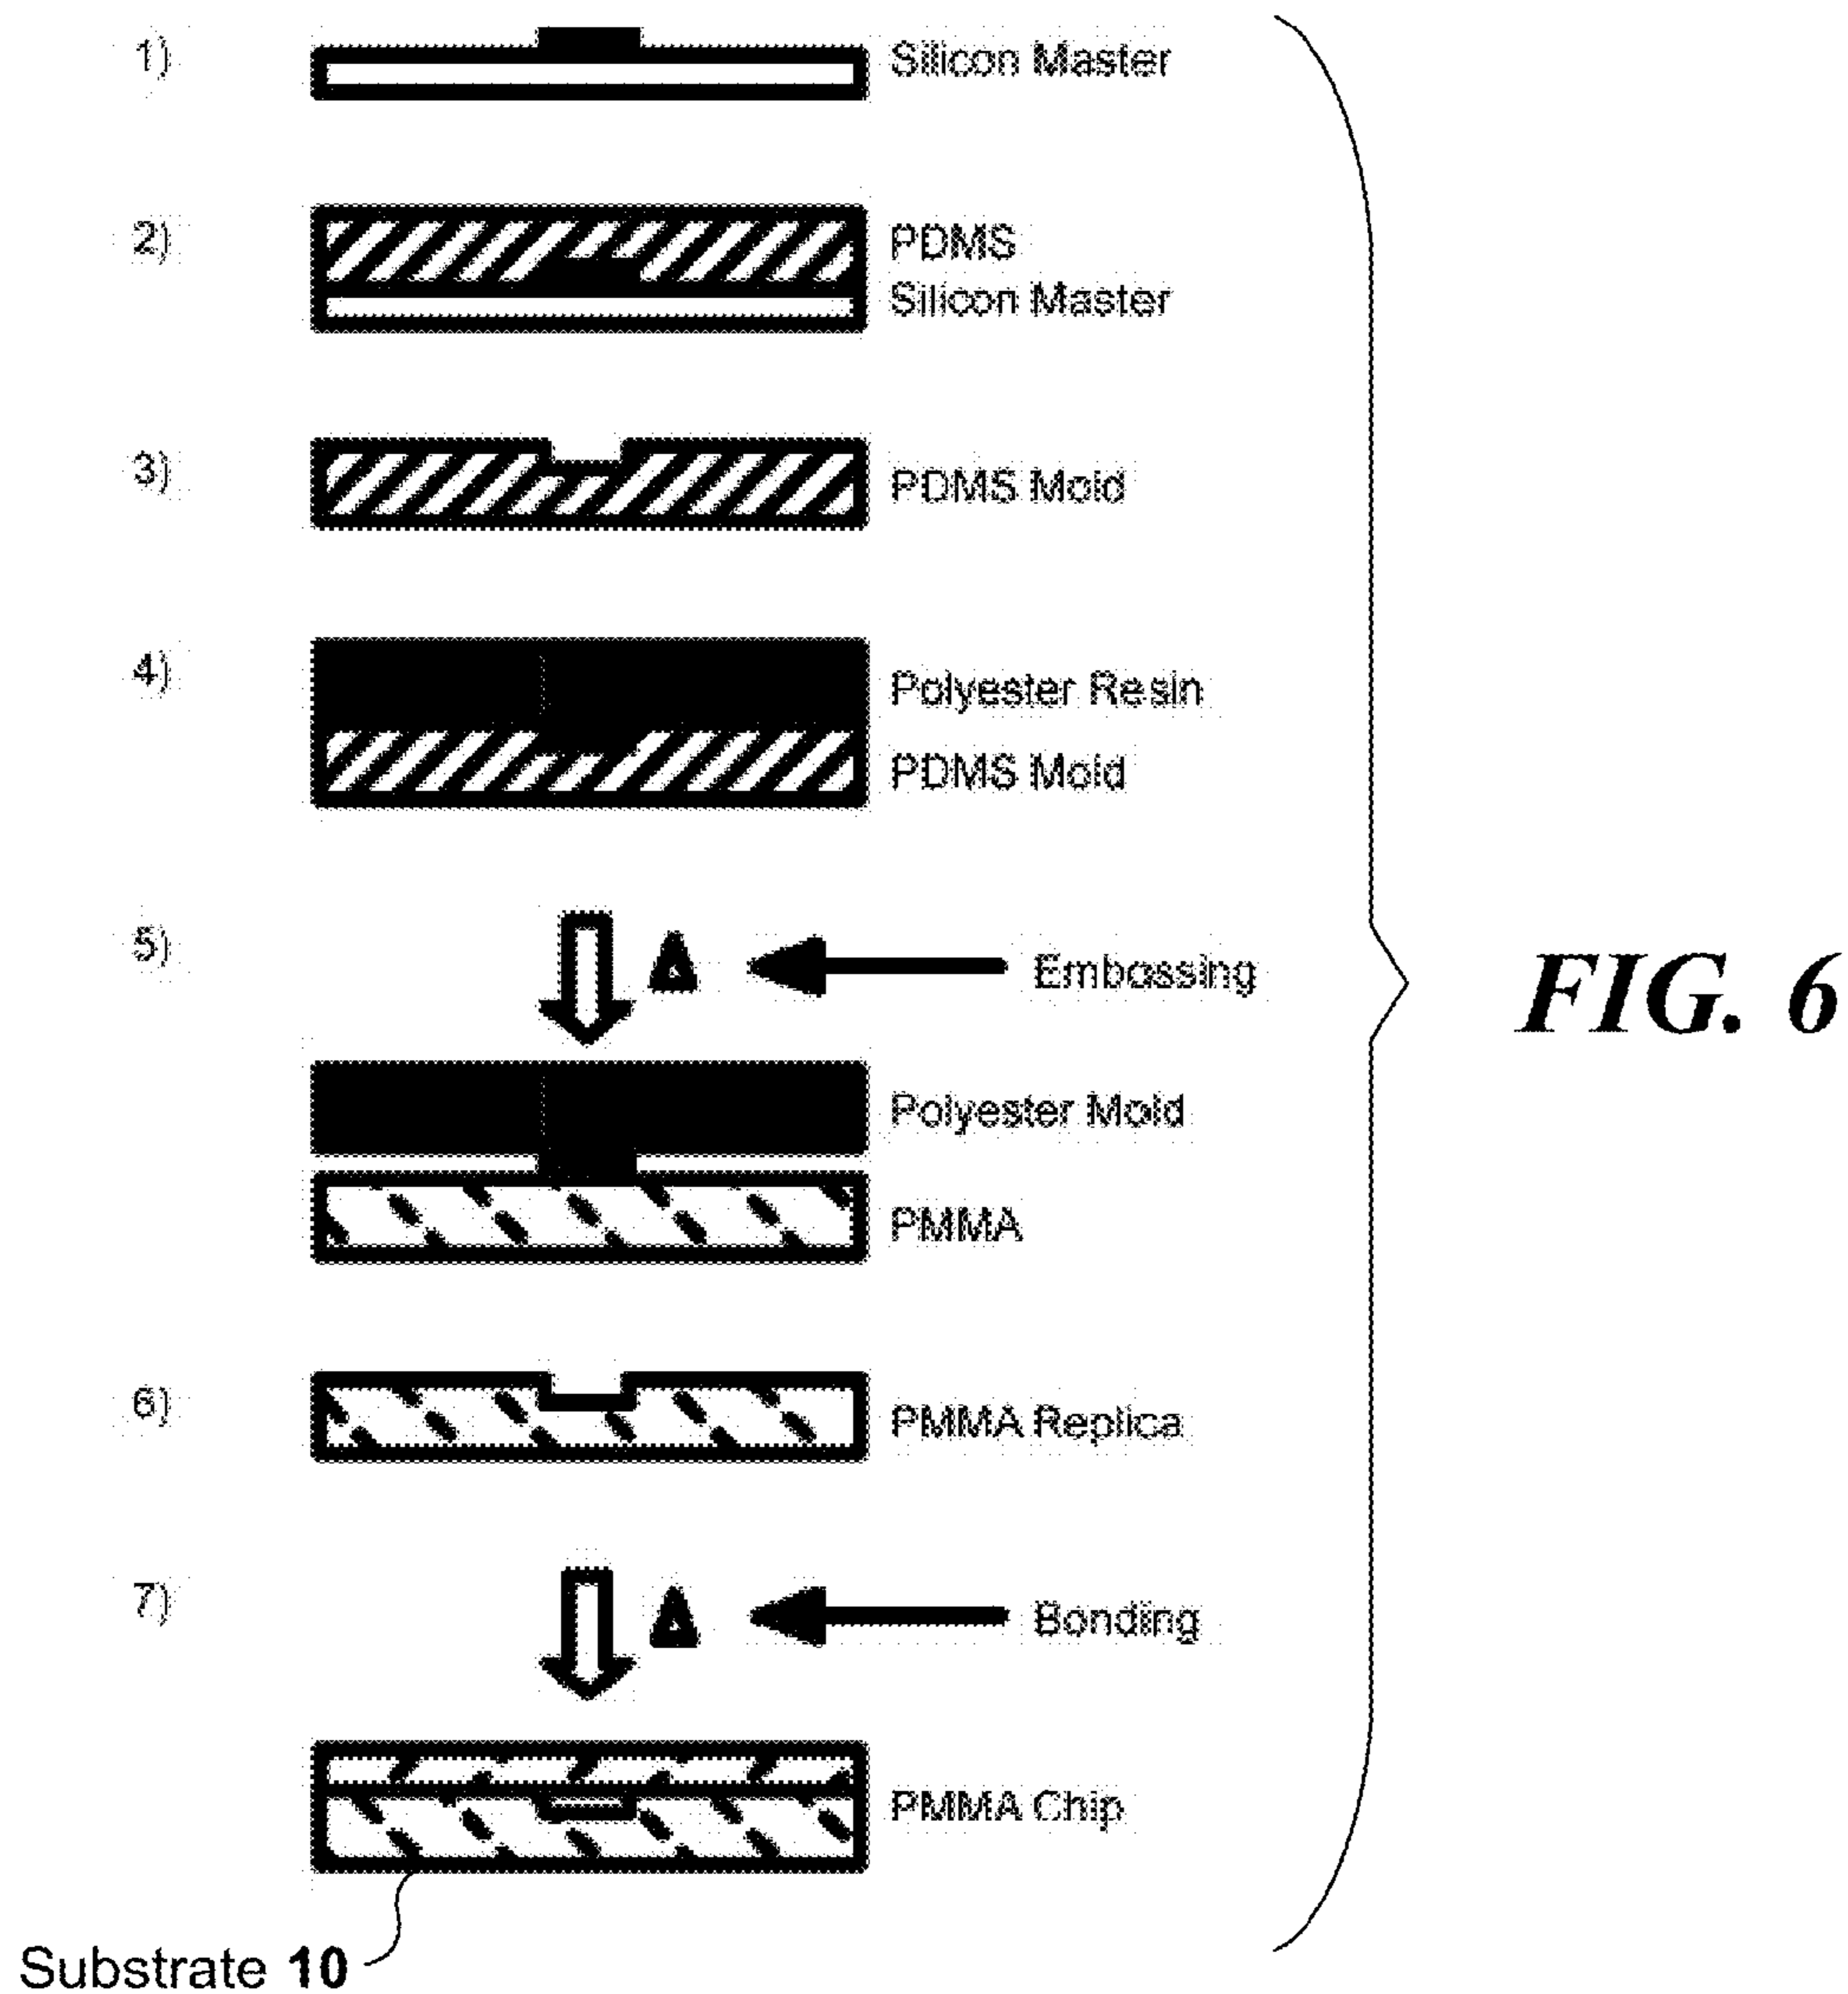 1)
Silicon Master
2)
PDMS
Silicon Master
3)
PDMS Mold
4)
Polyester Resin
PDMS Mold
5)
Embossing
Polyester Mold
PMMA
6)
PMMA Replica
7)
Bonding
PMMA Chip
Substrate 10
FIG. 6